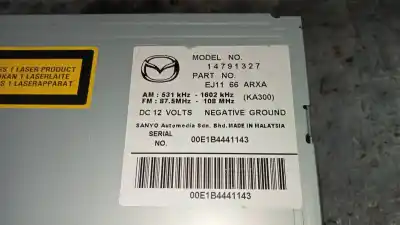 S 1 LASER PRODUCT
OKAN 1 LASERLAITE
S 1 LASERAPPARAT
MODEL NO.
14791327
PART NO.
EJ11 66 ARXA
AM : 531 kHz - 1602 kHz
(KA300)
FM : 87.5MHz - 108 MHz
DC 12 VOLTS NEGATIVE GROUND
SANYO Automedia Sdn. Bhd. MADE IN MALAYSIA
SERIAL
NO. 00E1B4441143
00E1B4441143